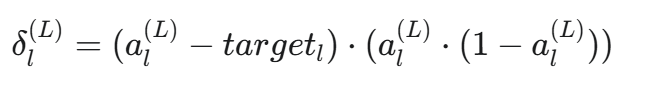 δ_l^{(L)} = (a_l^{(L)} − target_l) · (a_l^{(L)} · (1 − a_l^{(L)}))